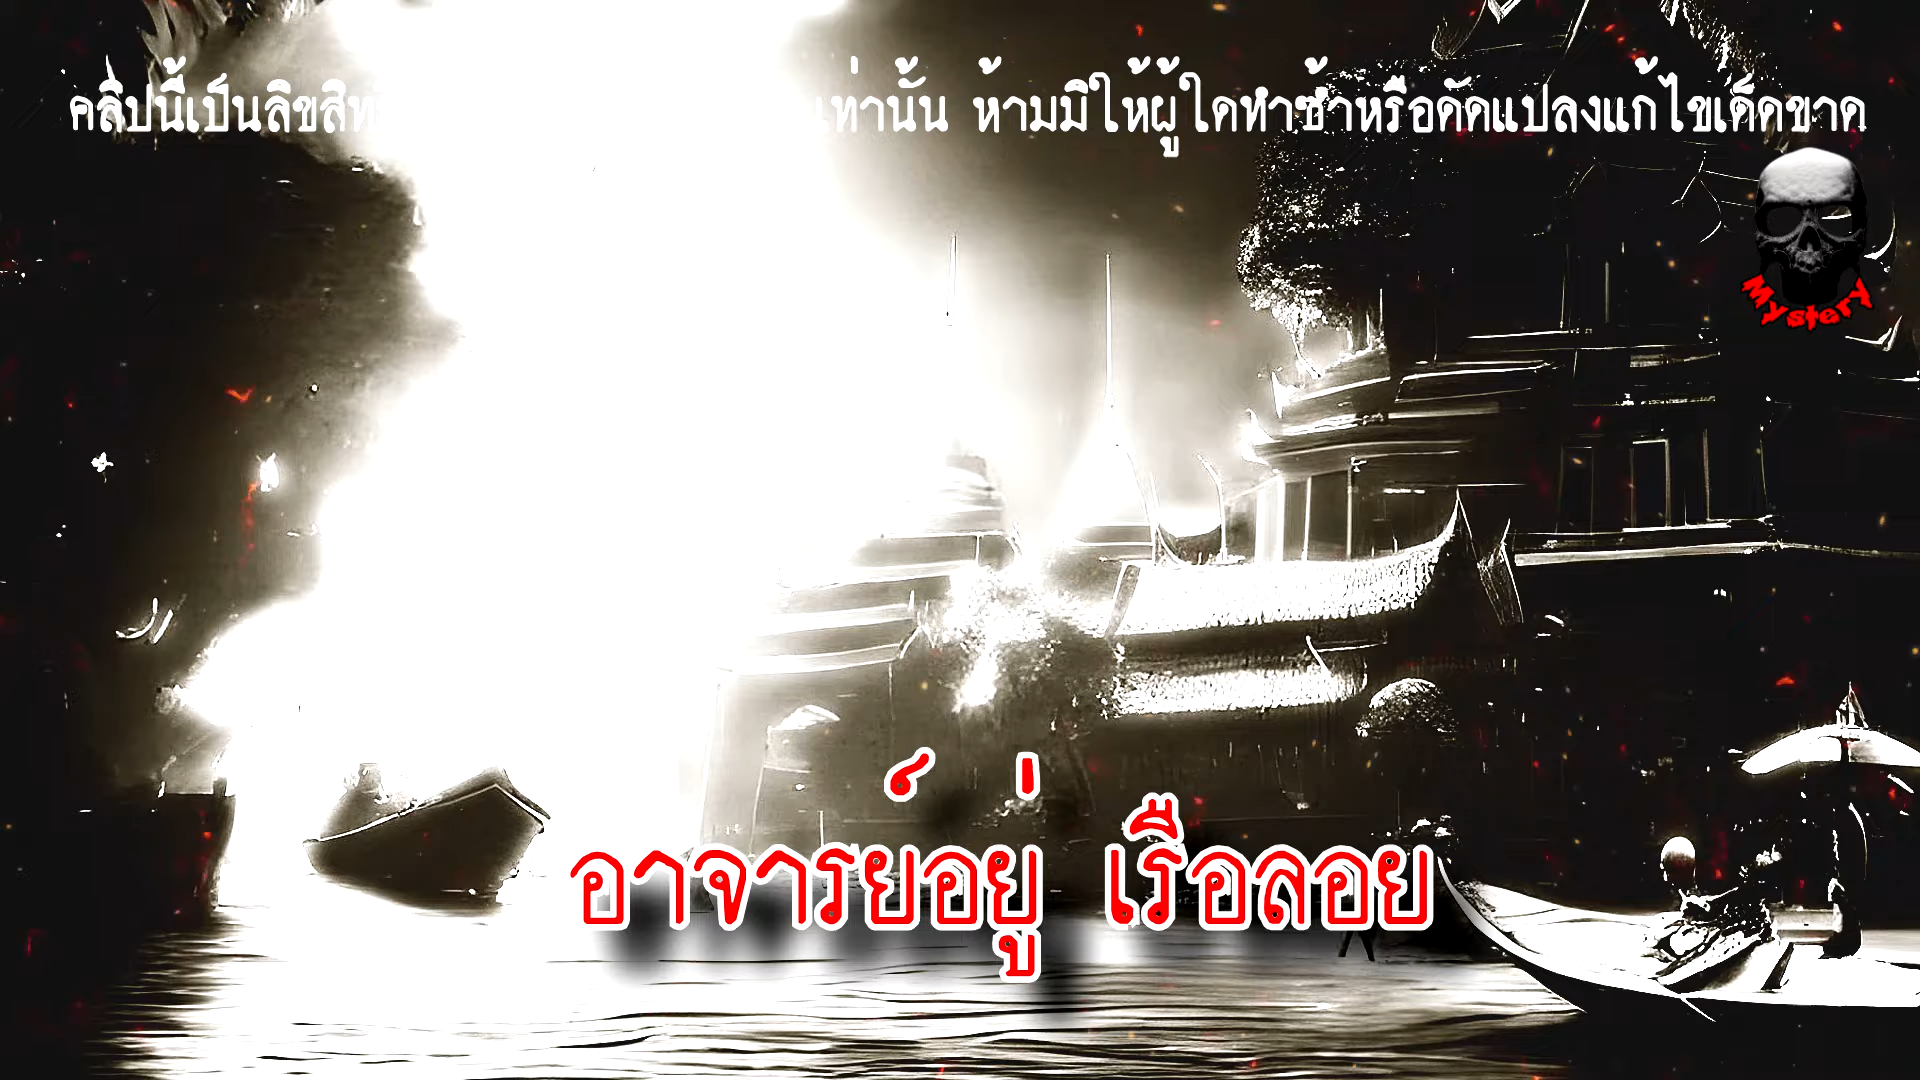 คลิปนี้เป็นลิขสิทธิ์ เท่านั้น ห้ามมิให้ผู้ใดทำซ้ำหรือดัดแปลงแก้ไขเด็ดขาด
Mystery
อาจารย์อยู่ เรือลอย